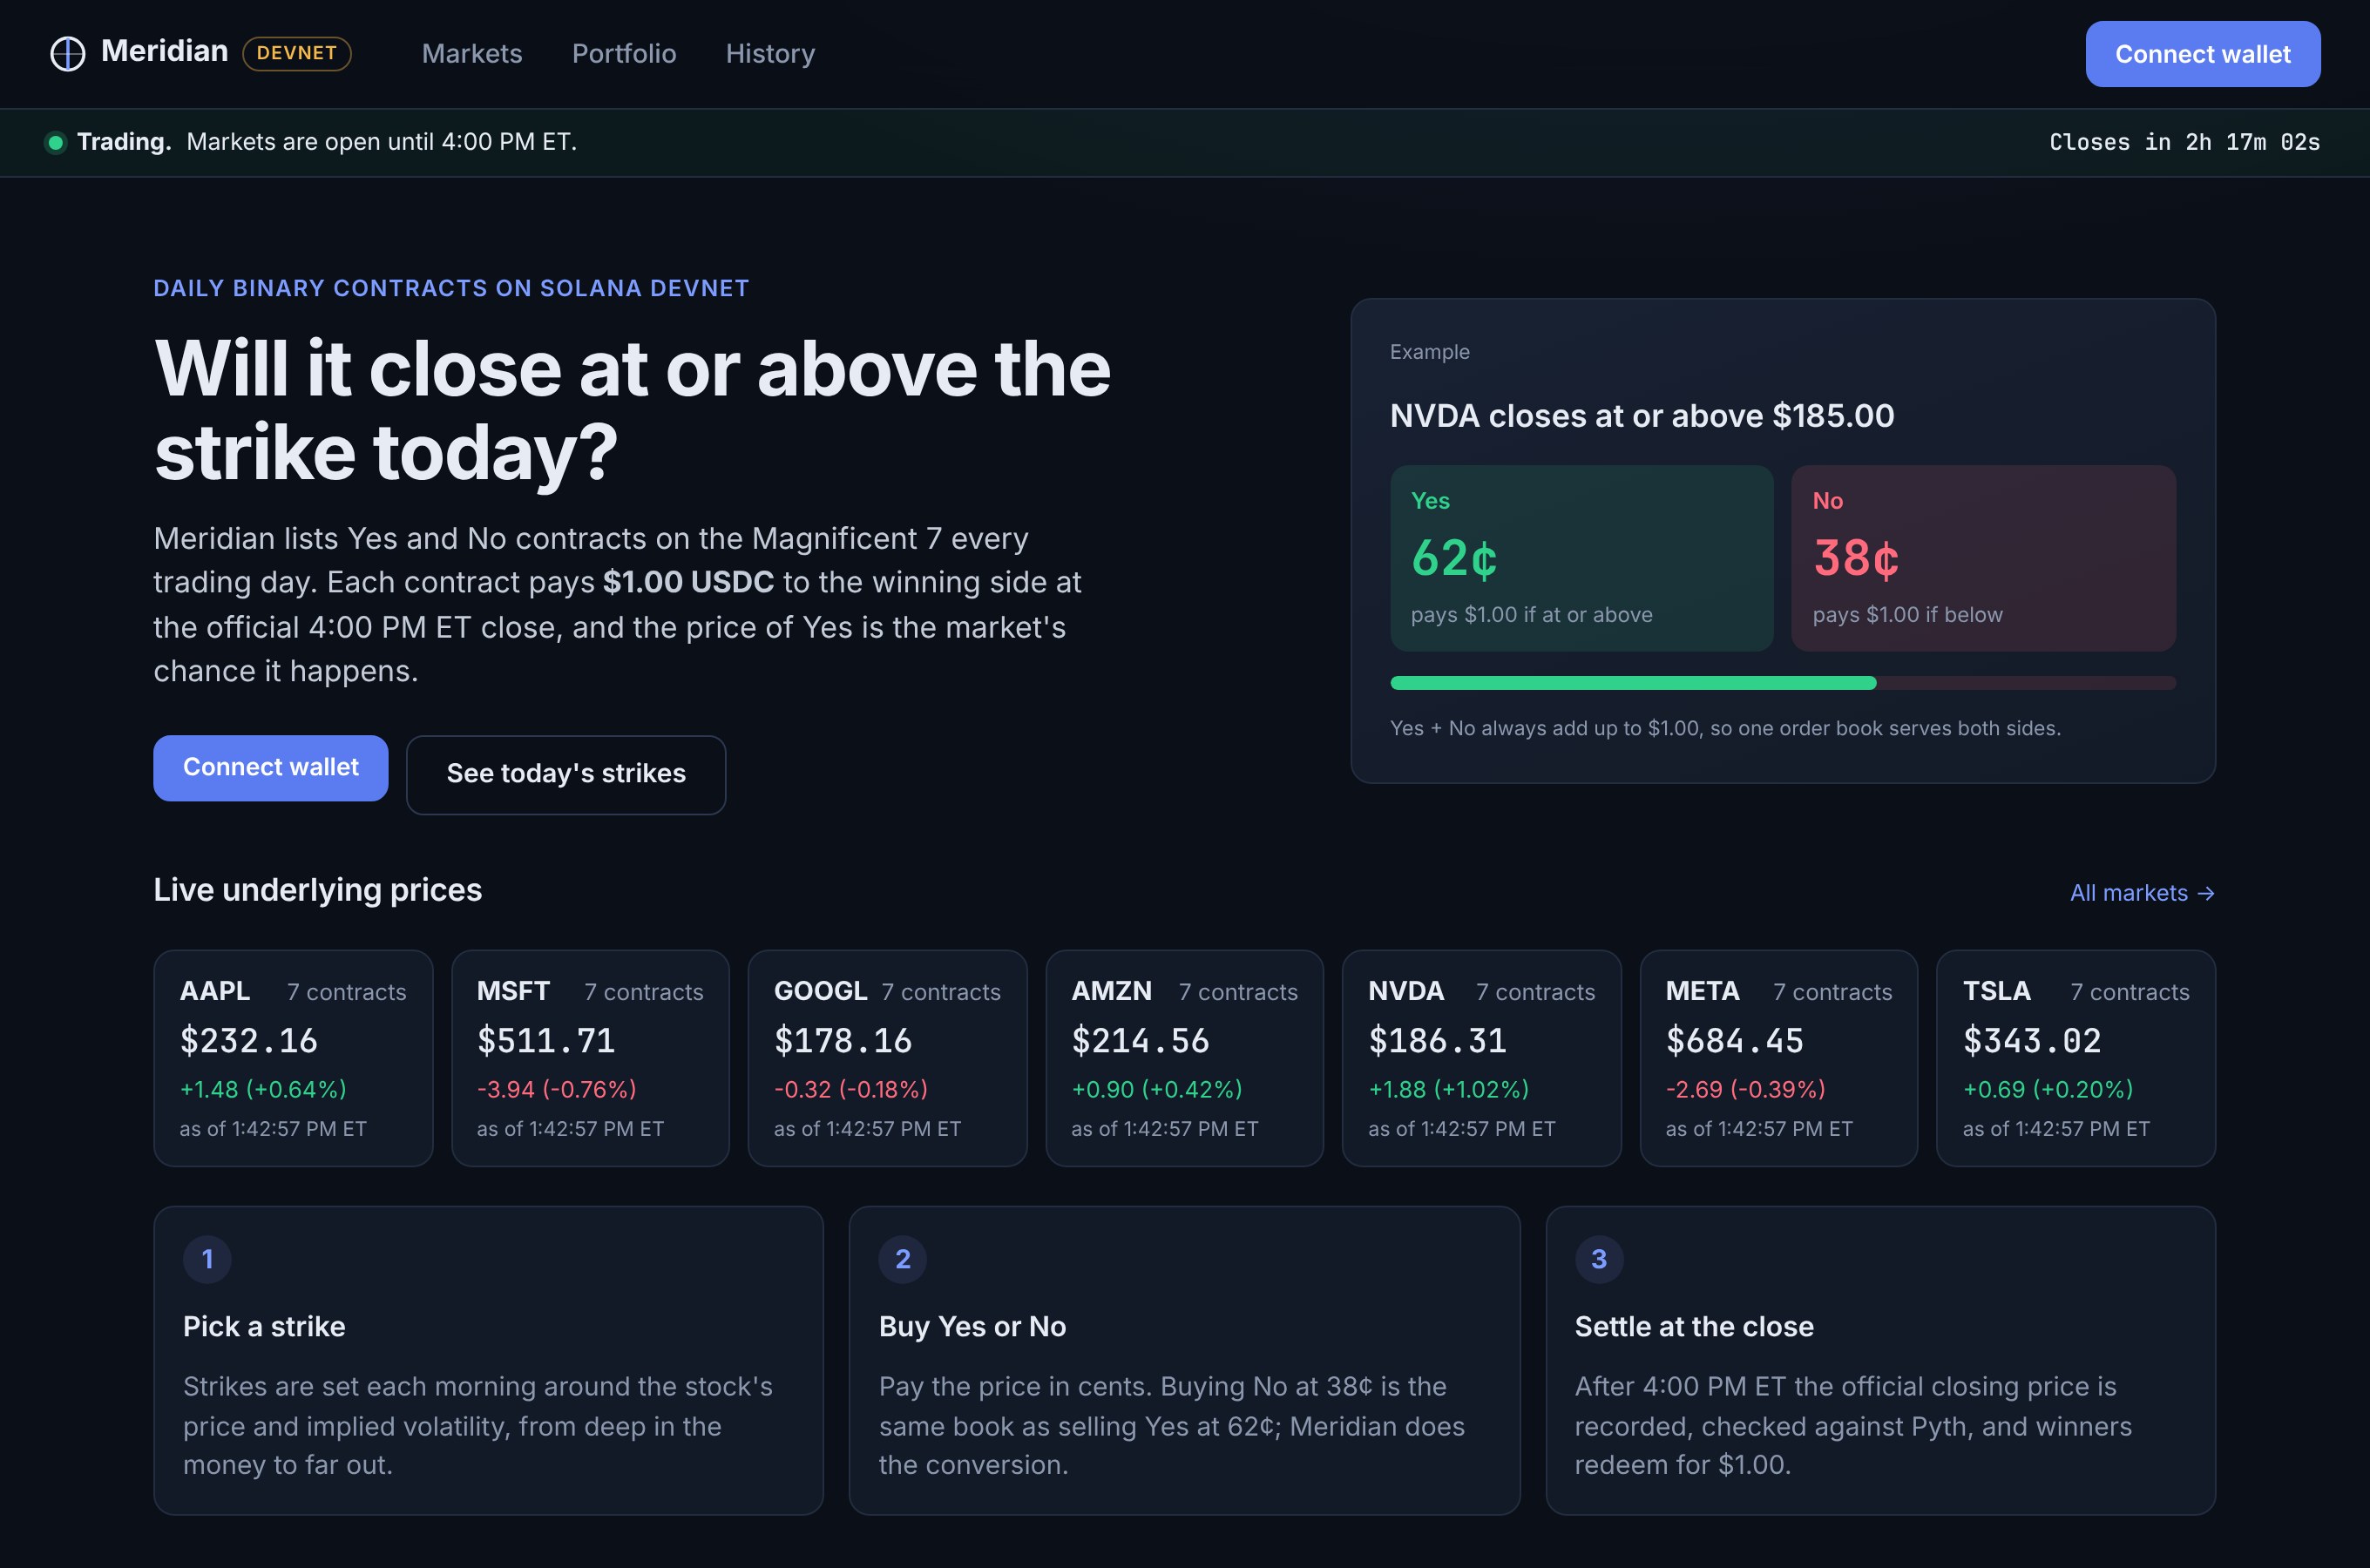 Meridian DEVNET Markets Portfolio History Connect wallet
Trading. Markets are open until 4:00 PM ET. Closes in 2h 17m 02s
DAILY BINARY CONTRACTS ON SOLANA DEVNET
Will it close at or above the
strike today?
Meridian lists Yes and No contracts on the Magnificent 7 every
trading day. Each contract pays $1.00 USDC to the winning side at
the official 4:00 PM ET close, and the price of Yes is the market's
chance it happens.
Connect wallet See today's strikes
Example
NVDA closes at or above $185.00
Yes
62¢
pays $1.00 if at or above
No
38¢
pays $1.00 if below
Yes + No always add up to $1.00, so one order book serves both sides.
Live underlying prices All markets →
AAPL 7 contracts
$232.16
+1.48 (+0.64%)
as of 1:42:57 PM ET
MSFT 7 contracts
$511.71
-3.94 (-0.76%)
as of 1:42:57 PM ET
GOOGL 7 contracts
$178.16
-0.32 (-0.18%)
as of 1:42:57 PM ET
AMZN 7 contracts
$214.56
+0.90 (+0.42%)
as of 1:42:57 PM ET
NVDA 7 contracts
$186.31
+1.88 (+1.02%)
as of 1:42:57 PM ET
META 7 contracts
$684.45
-2.69 (-0.39%)
as of 1:42:57 PM ET
TSLA 7 contracts
$343.02
+0.69 (+0.20%)
as of 1:42:57 PM ET
1
Pick a strike
Strikes are set each morning around the stock's
price and implied volatility, from deep in the
money to far out.
2
Buy Yes or No
Pay the price in cents. Buying No at 38¢ is the
same book as selling Yes at 62¢; Meridian does
the conversion.
3
Settle at the close
After 4:00 PM ET the official closing price is
recorded, checked against Pyth, and winners
redeem for $1.00.